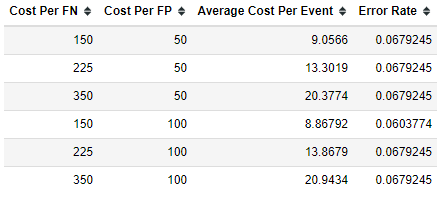 Cost Per FN Cost Per FP Average Cost Per Event Error Rate
150 50 9.0566 0.0679245
225 50 13.3019 0.0679245
350 50 20.3774 0.0679245
150 100 8.86792 0.0603774
225 100 13.8679 0.0679245
350 100 20.9434 0.0679245